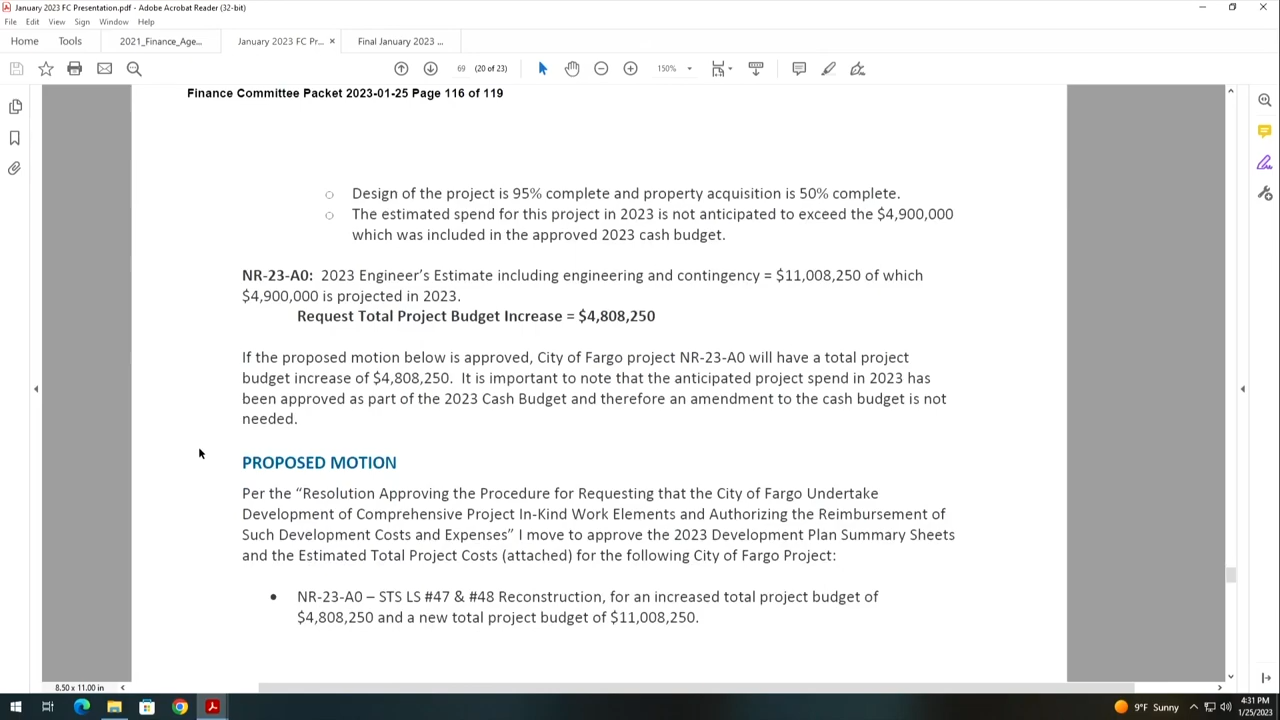 January 2023 FC Presentation.pdf - Adobe Acrobat Reader (32-bit)
File Edit View Sign Window Help
Home Tools 2021_Finance_Age... January 2023 FC Pr... × Final January 2023 ...
69 (20 of 23) 150%
Finance Committee Packet 2023-01-25 Page 116 of 119
○ Design of the project is 95% complete and property acquisition is 50% complete.
○ The estimated spend for this project in 2023 is not anticipated to exceed the $4,900,000
which was included in the approved 2023 cash budget.
NR-23-A0: 2023 Engineer’s Estimate including engineering and contingency = $11,008,250 of which
$4,900,000 is projected in 2023.
Request Total Project Budget Increase = $4,808,250
If the proposed motion below is approved, City of Fargo project NR-23-A0 will have a total project
budget increase of $4,808,250. It is important to note that the anticipated project spend in 2023 has
been approved as part of the 2023 Cash Budget and therefore an amendment to the cash budget is not
needed.
PROPOSED MOTION
Per the “Resolution Approving the Procedure for Requesting that the City of Fargo Undertake
Development of Comprehensive Project In-Kind Work Elements and Authorizing the Reimbursement of
Such Development Costs and Expenses” I move to approve the 2023 Development Plan Summary Sheets
and the Estimated Total Project Costs (attached) for the following City of Fargo Project:
• NR-23-A0 – STS LS #47 & #48 Reconstruction, for an increased total project budget of
$4,808,250 and a new total project budget of $11,008,250.
8.50 x 11.00 in
9°F Sunny 4:31 PM
1/25/2023